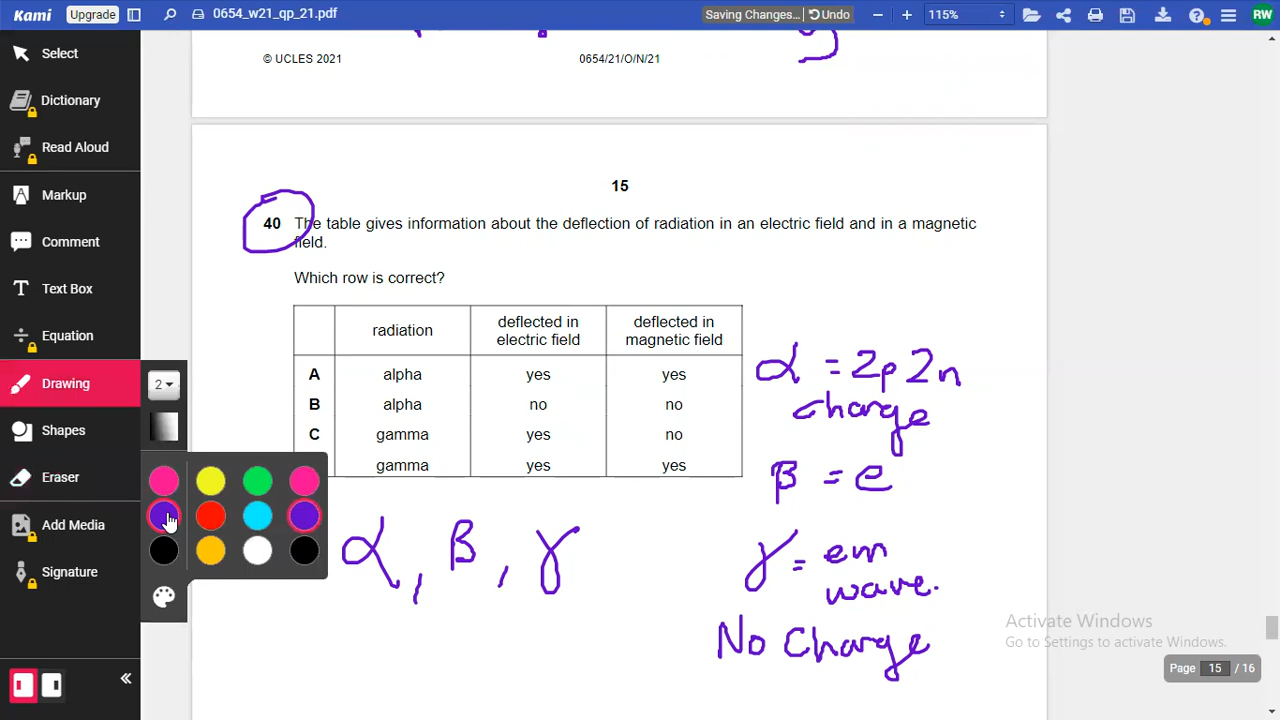 Kami Upgrade 0654_w21_qp_21.pdf Saving Changes... Undo 115% RW
Select
Dictionary
Read Aloud
Markup
Comment
Text Box
Equation
Drawing
Shapes
Eraser
Add Media
Signature
2
© UCLES 2021 0654/21/O/N/21
15
40 The table gives information about the deflection of radiation in an electric field and in a magnetic
field.
Which row is correct?
radiation deflected in electric field deflected in magnetic field
A alpha yes yes
B alpha no no
C gamma yes no
gamma yes yes
α = 2p 2n
charge
β = e
γ = em
wave.
No Charge
α, β, γ
Activate Windows
Go to Settings to activate Windows.
Page 15 / 16